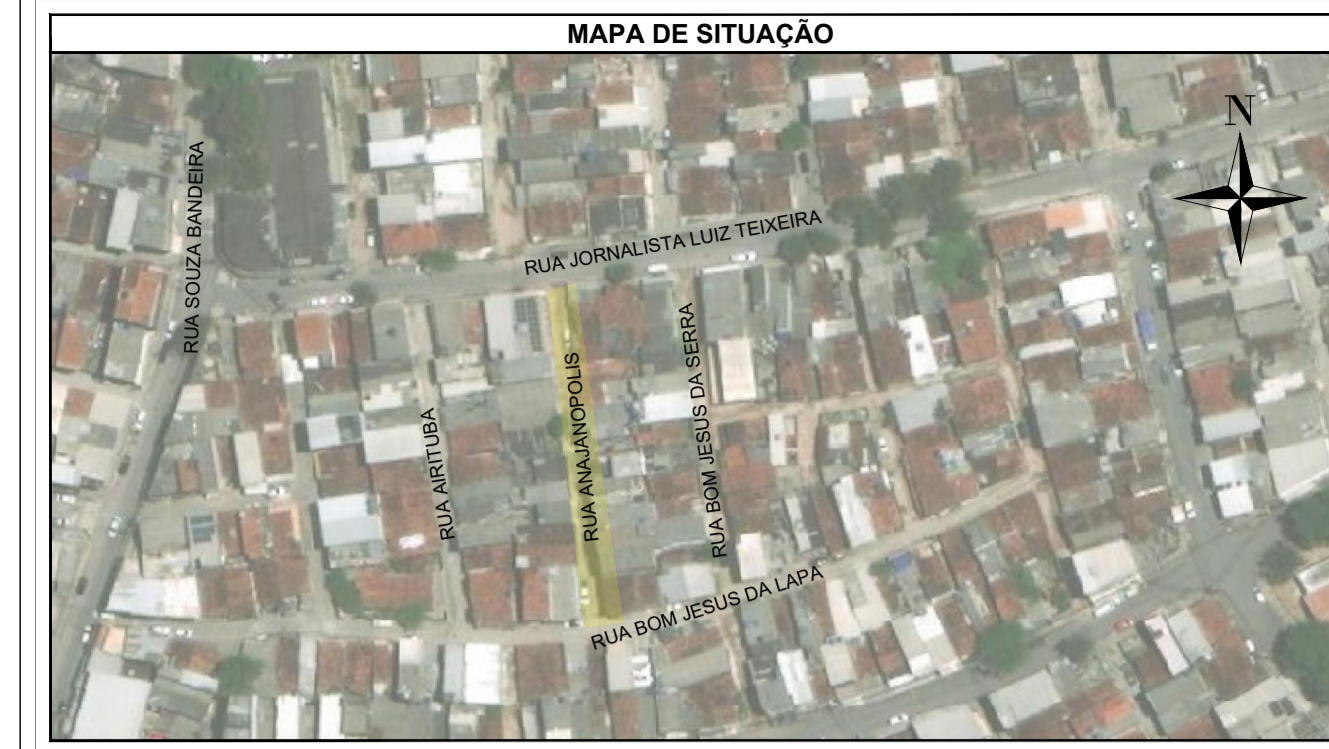 MAPA DE SITUAÇÃO
N
RUA SOUZA BANDEIRA
RUA JORNALISTA LUIZ TEIXEIRA
RUA AIRITUBA
RUA ANAJANOPOLIS
RUA BOM JESUS DA SERRA
RUA BOM JESUS DA LAPA